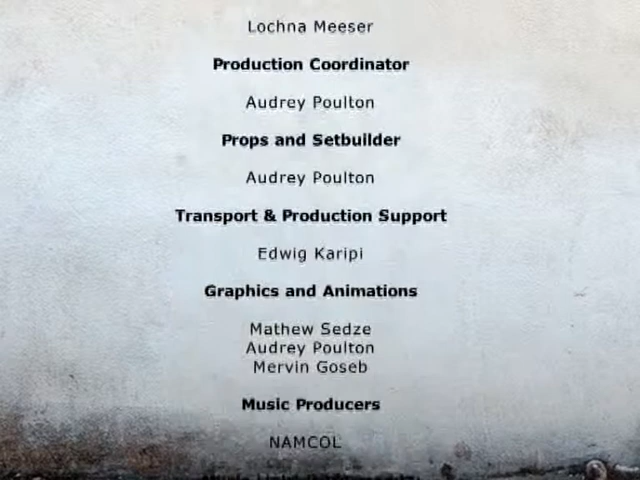 Lochna Meeser
Production Coordinator
Audrey Poulton
Props and Setbuilder
Audrey Poulton
Transport & Production Support
Edwig Karipi
Graphics and Animations
Mathew Sedze
Audrey Poulton
Mervin Goseb
Music Producers
NAMCOL